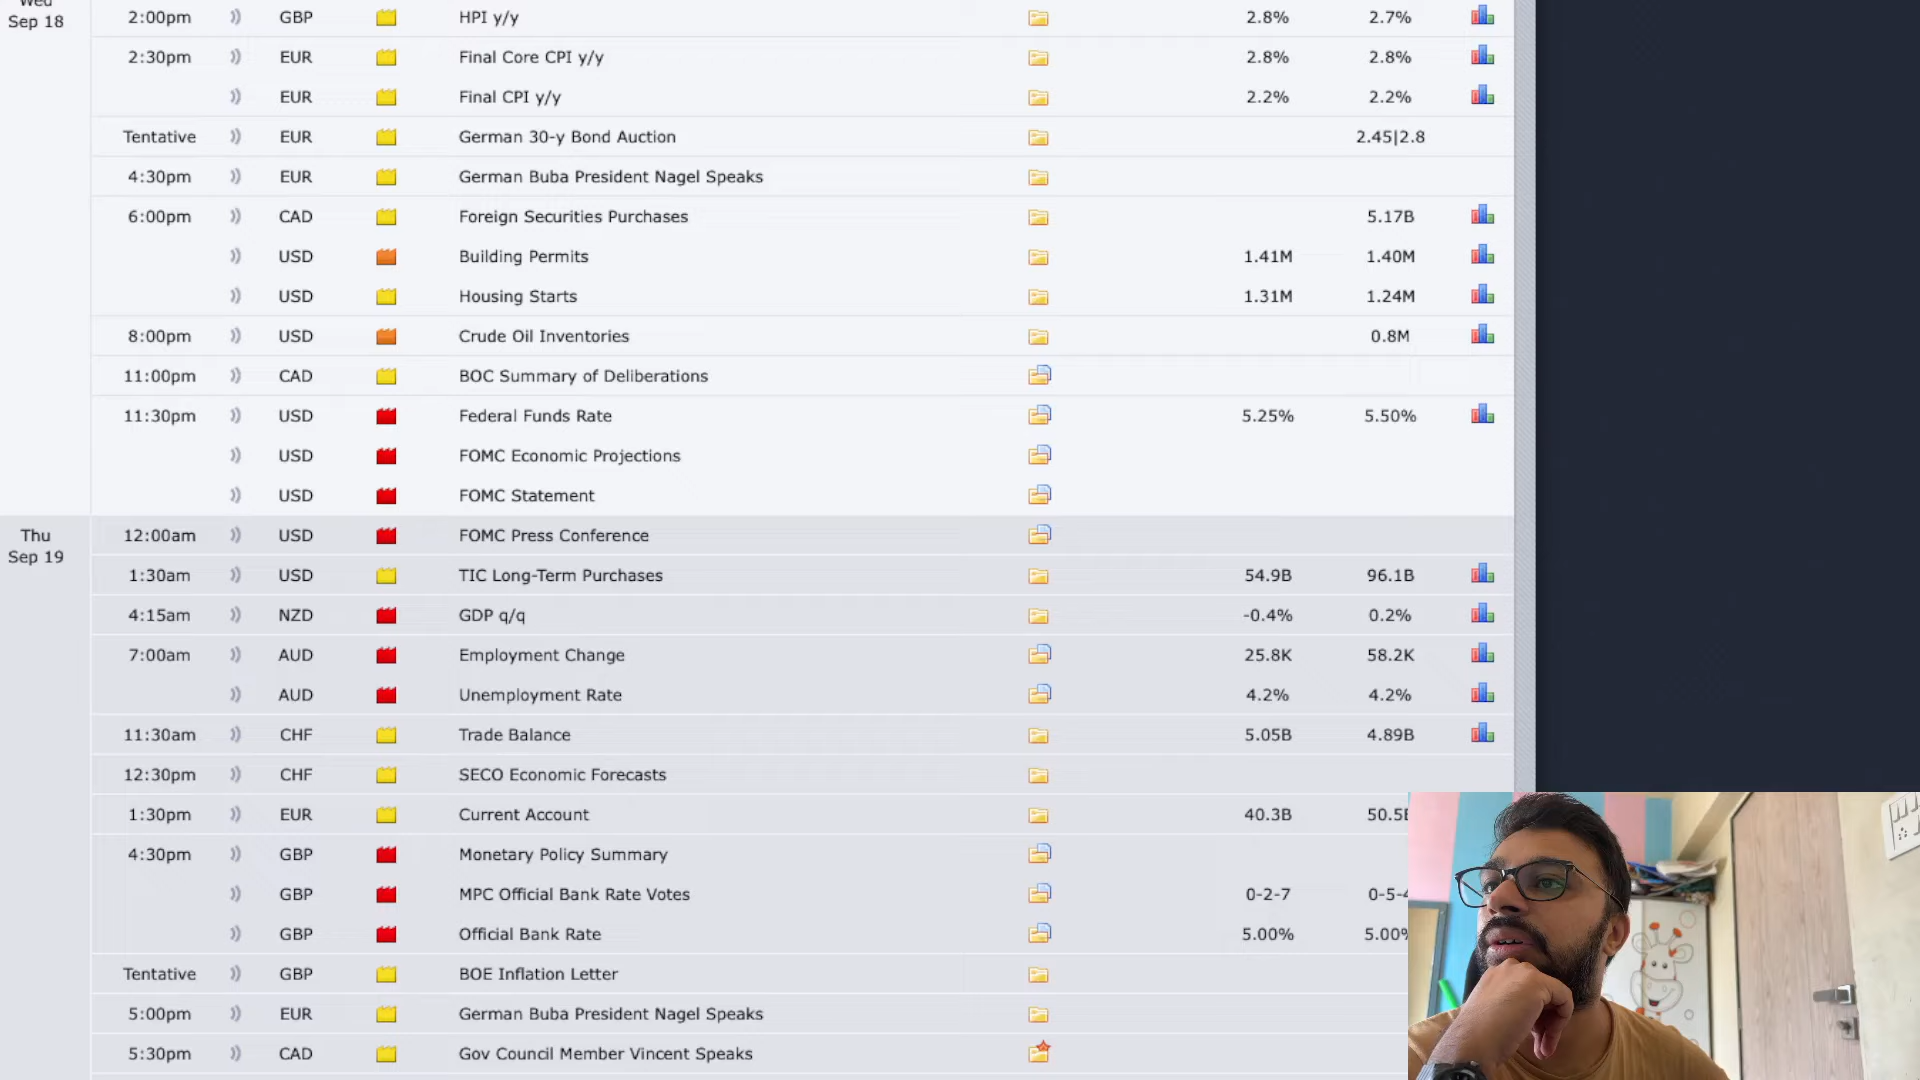 Wed
Sep 18
2:00pm GBP HPI y/y 2.8% 2.7%
2:30pm EUR Final Core CPI y/y 2.8% 2.8%
EUR Final CPI y/y 2.2% 2.2%
Tentative EUR German 30-y Bond Auction 2.45|2.8
4:30pm EUR German Buba President Nagel Speaks
6:00pm CAD Foreign Securities Purchases 5.17B
USD Building Permits 1.41M 1.40M
USD Housing Starts 1.31M 1.24M
8:00pm USD Crude Oil Inventories 0.8M
11:00pm CAD BOC Summary of Deliberations
11:30pm USD Federal Funds Rate 5.25% 5.50%
USD FOMC Economic Projections
USD FOMC Statement
Thu
Sep 19
12:00am USD FOMC Press Conference
1:30am USD TIC Long-Term Purchases 54.9B 96.1B
4:15am NZD GDP q/q -0.4% 0.2%
7:00am AUD Employment Change 25.8K 58.2K
AUD Unemployment Rate 4.2% 4.2%
11:30am CHF Trade Balance 5.05B 4.89B
12:30pm CHF SECO Economic Forecasts
1:30pm EUR Current Account 40.3B 50.5B
4:30pm GBP Monetary Policy Summary
GBP MPC Official Bank Rate Votes 0-2-7 0-5-4
GBP Official Bank Rate 5.00% 5.00%
Tentative GBP BOE Inflation Letter
5:00pm EUR German Buba President Nagel Speaks
5:30pm CAD Gov Council Member Vincent Speaks